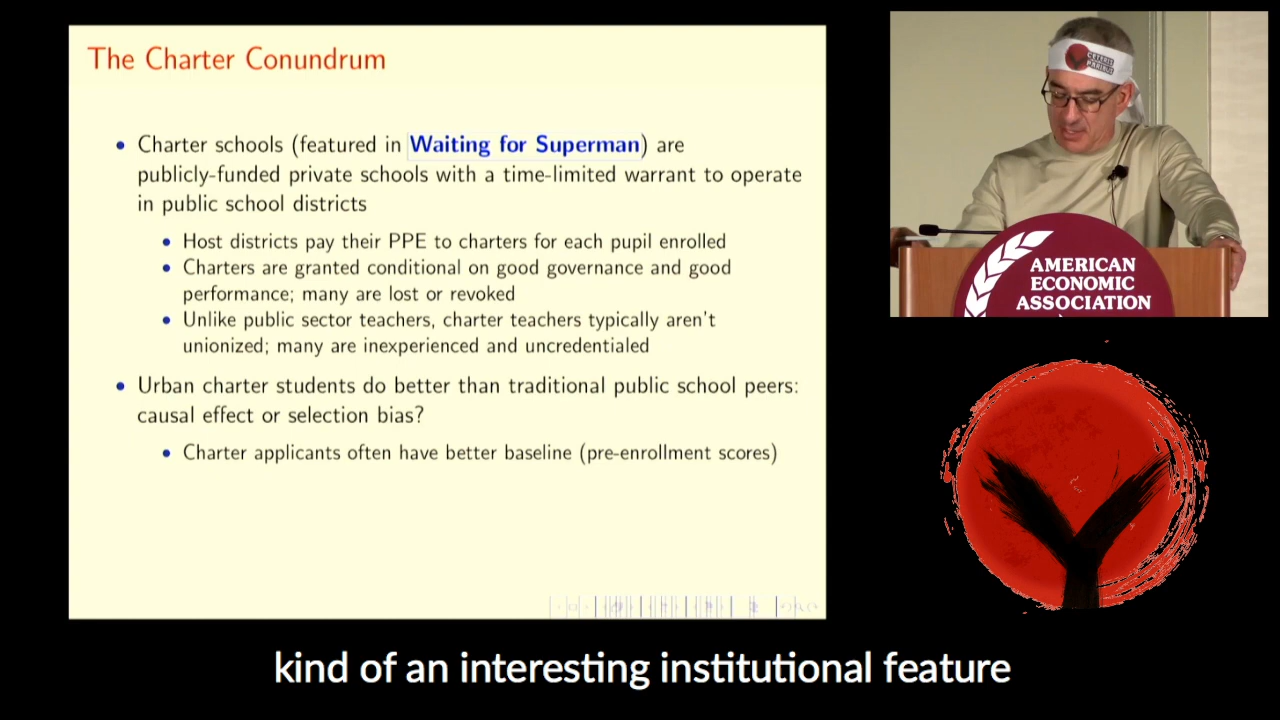 The Charter Conundrum
• Charter schools (featured in Waiting for Superman) are
publicly-funded private schools with a time-limited warrant to operate
in public school districts
• Host districts pay their PPE to charters for each pupil enrolled
• Charters are granted conditional on good governance and good
performance; many are lost or revoked
• Unlike public sector teachers, charter teachers typically aren't
unionized; many are inexperienced and uncredentialed
• Urban charter students do better than traditional public school peers:
causal effect or selection bias?
• Charter applicants often have better baseline (pre-enrollment scores)
CETERIS
PARIBUS
AMERICAN
ECONOMIC
ASSOCIATION
kind of an interesting institutional feature